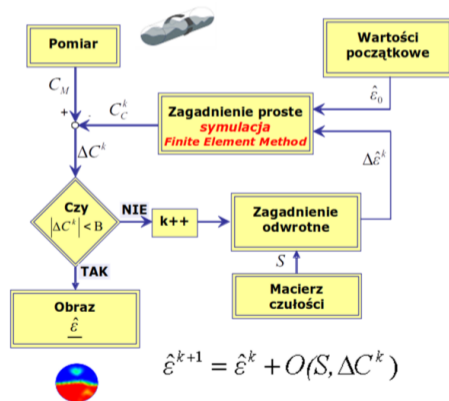 Pomiar
Wartości
początkowe
C_M
C_C^k
ε̂_0
+
-
Zagadnienie proste
symulacja
Finite Element Method
ΔC^k
Δε̂^k
Czy
|ΔC^k| < B
NIE
k++
Zagadnienie
odwrotne
TAK
S
Obraz
ε̂
Macierz
czułości
ε̂^{k+1} = ε̂^k + O(S, ΔC^k)